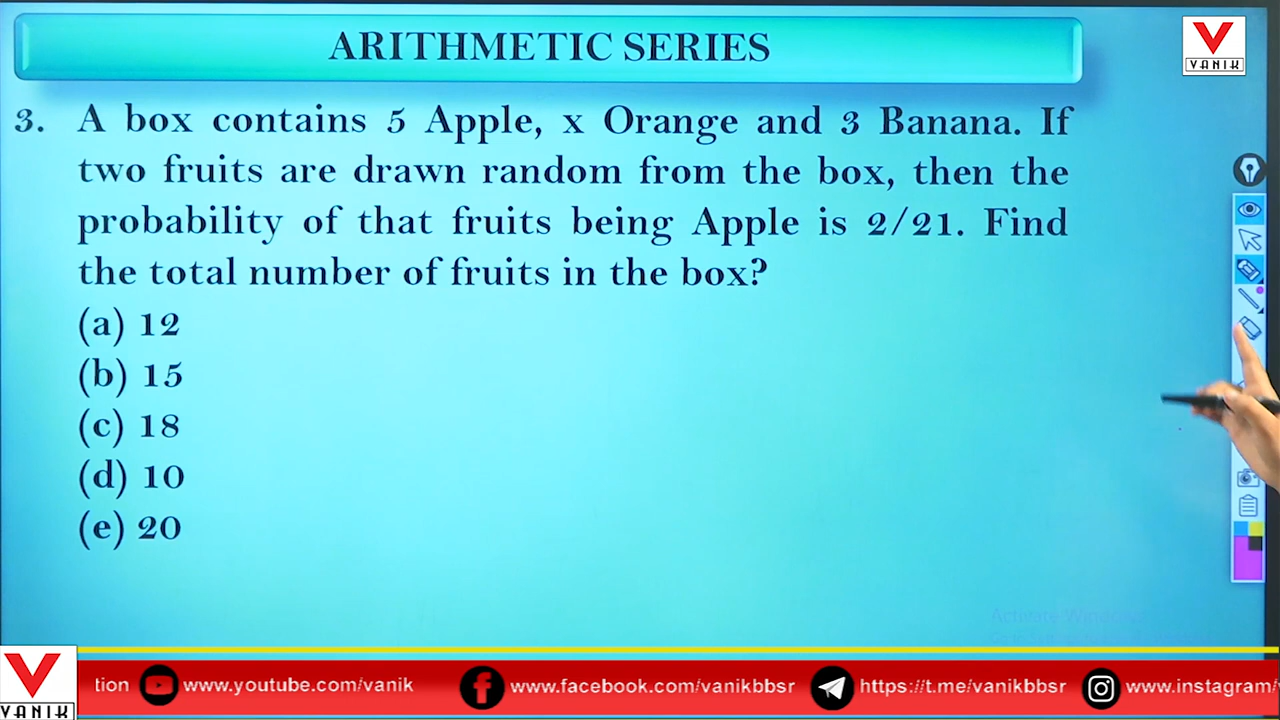 ARITHMETIC SERIES
V
VANIK
3. A box contains 5 Apple, x Orange and 3 Banana. If
two fruits are drawn random from the box, then the
probability of that fruits being Apple is 2/21. Find
the total number of fruits in the box?
(a) 12
(b) 15
(c) 18
(d) 10
(e) 20
Activate Windows
V
VANIK
tion www.youtube.com/vanik www.facebook.com/vanikbbsr https://t.me/vanikbbsr www.instagram/